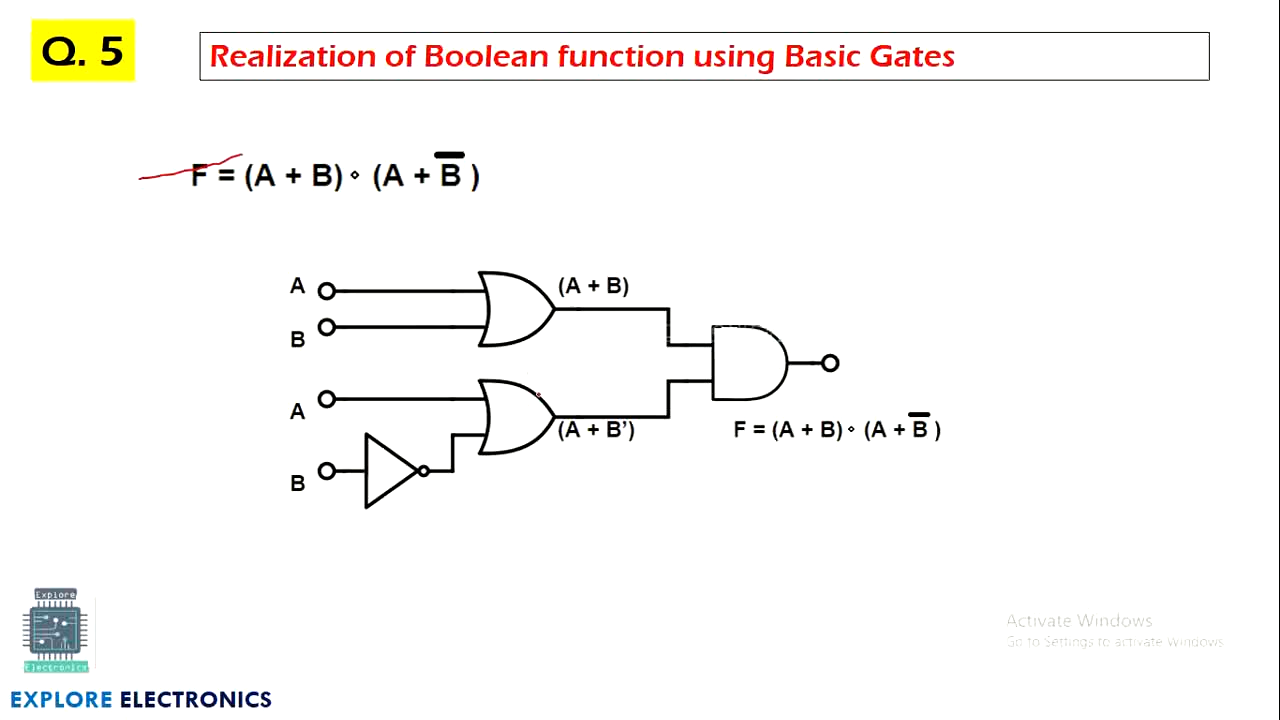 Q. 5
Realization of Boolean function using Basic Gates
F = (A + B) ∘ (A + B̅ )
A
(A + B)
B
A
(A + B’)
F = (A + B) ∘ (A + B̅ )
B
Explore
Electronics
Activate Windows
Go to Settings to activate Windows.
EXPLORE ELECTRONICS